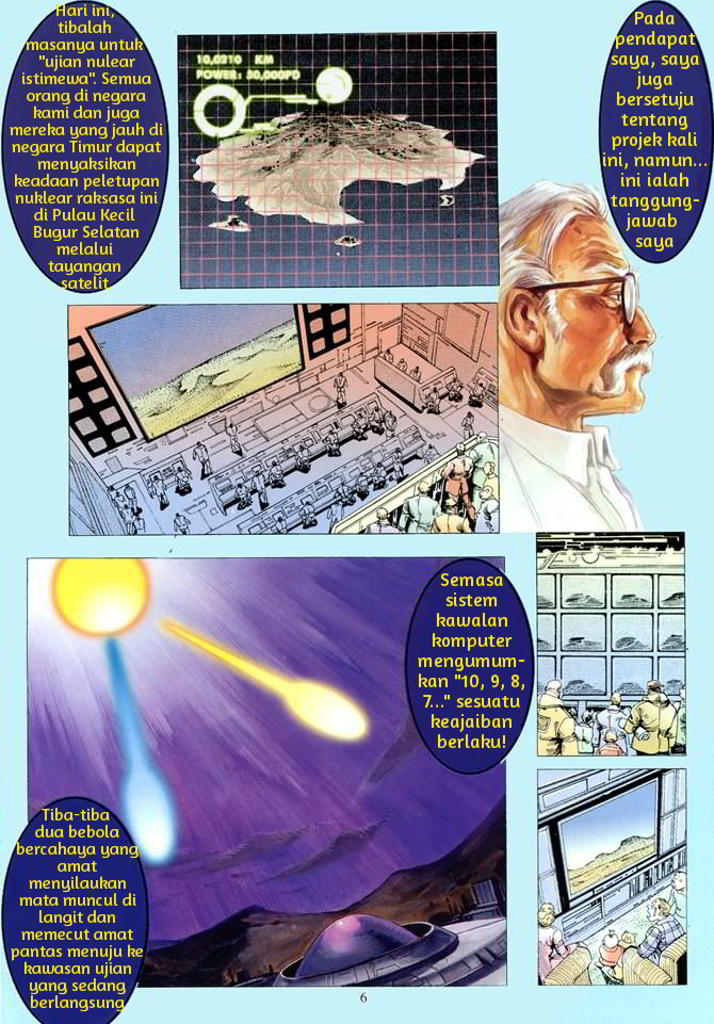 Hari ini,
tibalah
masanya untuk
"ujian nulear
istimewa". Semua
orang di negara
kami dan juga
mereka yang jauh di
negara Timur dapat
menyaksikan
keadaan peletupan
nuklear raksasa ini
di Pulau Kecil
Bugur Selatan
melalui
tayangan
satelit
10,0210 KM
POWER: 30,000PD
Pada
pendapat
saya, saya
juga
bersetuju
tentang
projek kali
ini, namun...
ini ialah
tanggung-
jawab
saya
Semasa
sistem
kawalan
komputer
mengumum-
kan "10, 9, 8,
7..." sesuatu
keajaiban
berlaku!
Tiba-tiba
dua bebola
bercahaya yang
amat
menyilaukan
mata muncul di
langit dan
memecut amat
pantas menuju ke
kawasan ujian
yang sedang
berlangsung
6